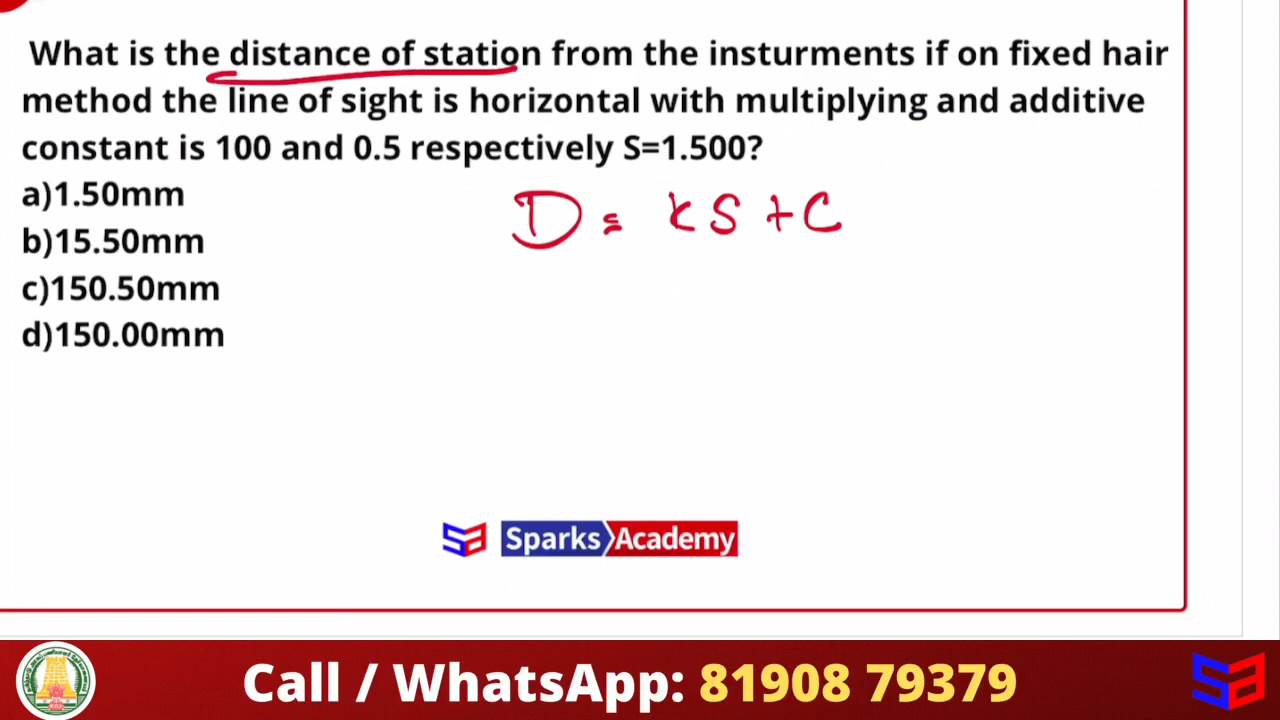 What is the distance of station from the insturments if on fixed hair
method the line of sight is horizontal with multiplying and additive
constant is 100 and 0.5 respectively S=1.500?
a)1.50mm
b)15.50mm
c)150.50mm
d)150.00mm
D = KS + C
Sparks Academy
Call / WhatsApp: 81908 79379